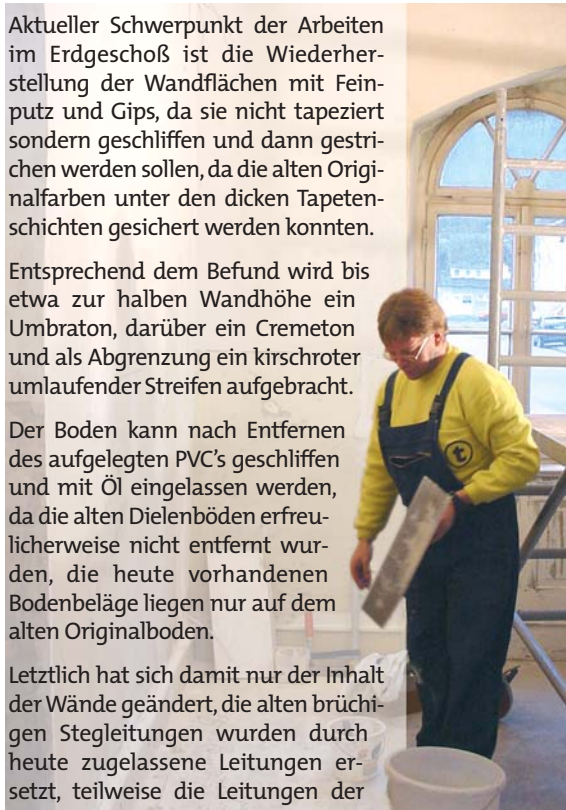 Aktueller Schwerpunkt der Arbeiten
im Erdgeschoß ist die Wiederher-
stellung der Wandflächen mit Fein-
putz und Gips, da sie nicht tapeziert
sondern geschliffen und dann gestri-
chen werden sollen, da die alten Origi-
nalfarben unter den dicken Tapeten-
schichten gesichert werden konnten.
Entsprechend dem Befund wird bis
etwa zur halben Wandhöhe ein
Umbraton, darüber ein Cremeton
und als Abgrenzung ein kirschroter
umlaufender Streifen aufgebracht.
Der Boden kann nach Entfernen
des aufgelegten PVC's geschliffen
und mit Öl eingelassen werden,
da die alten Dielenböden erfreu-
licherweise nicht entfernt wur-
den, die heute vorhandenen
Bodenbeläge liegen nur auf dem
alten Originalboden.
Letztlich hat sich damit nur der Inhalt
der Wände geändert, die alten brüchi-
gen Stegleitungen wurden durch
heute zugelassene Leitungen er-
setzt, teilweise die Leitungen der
t